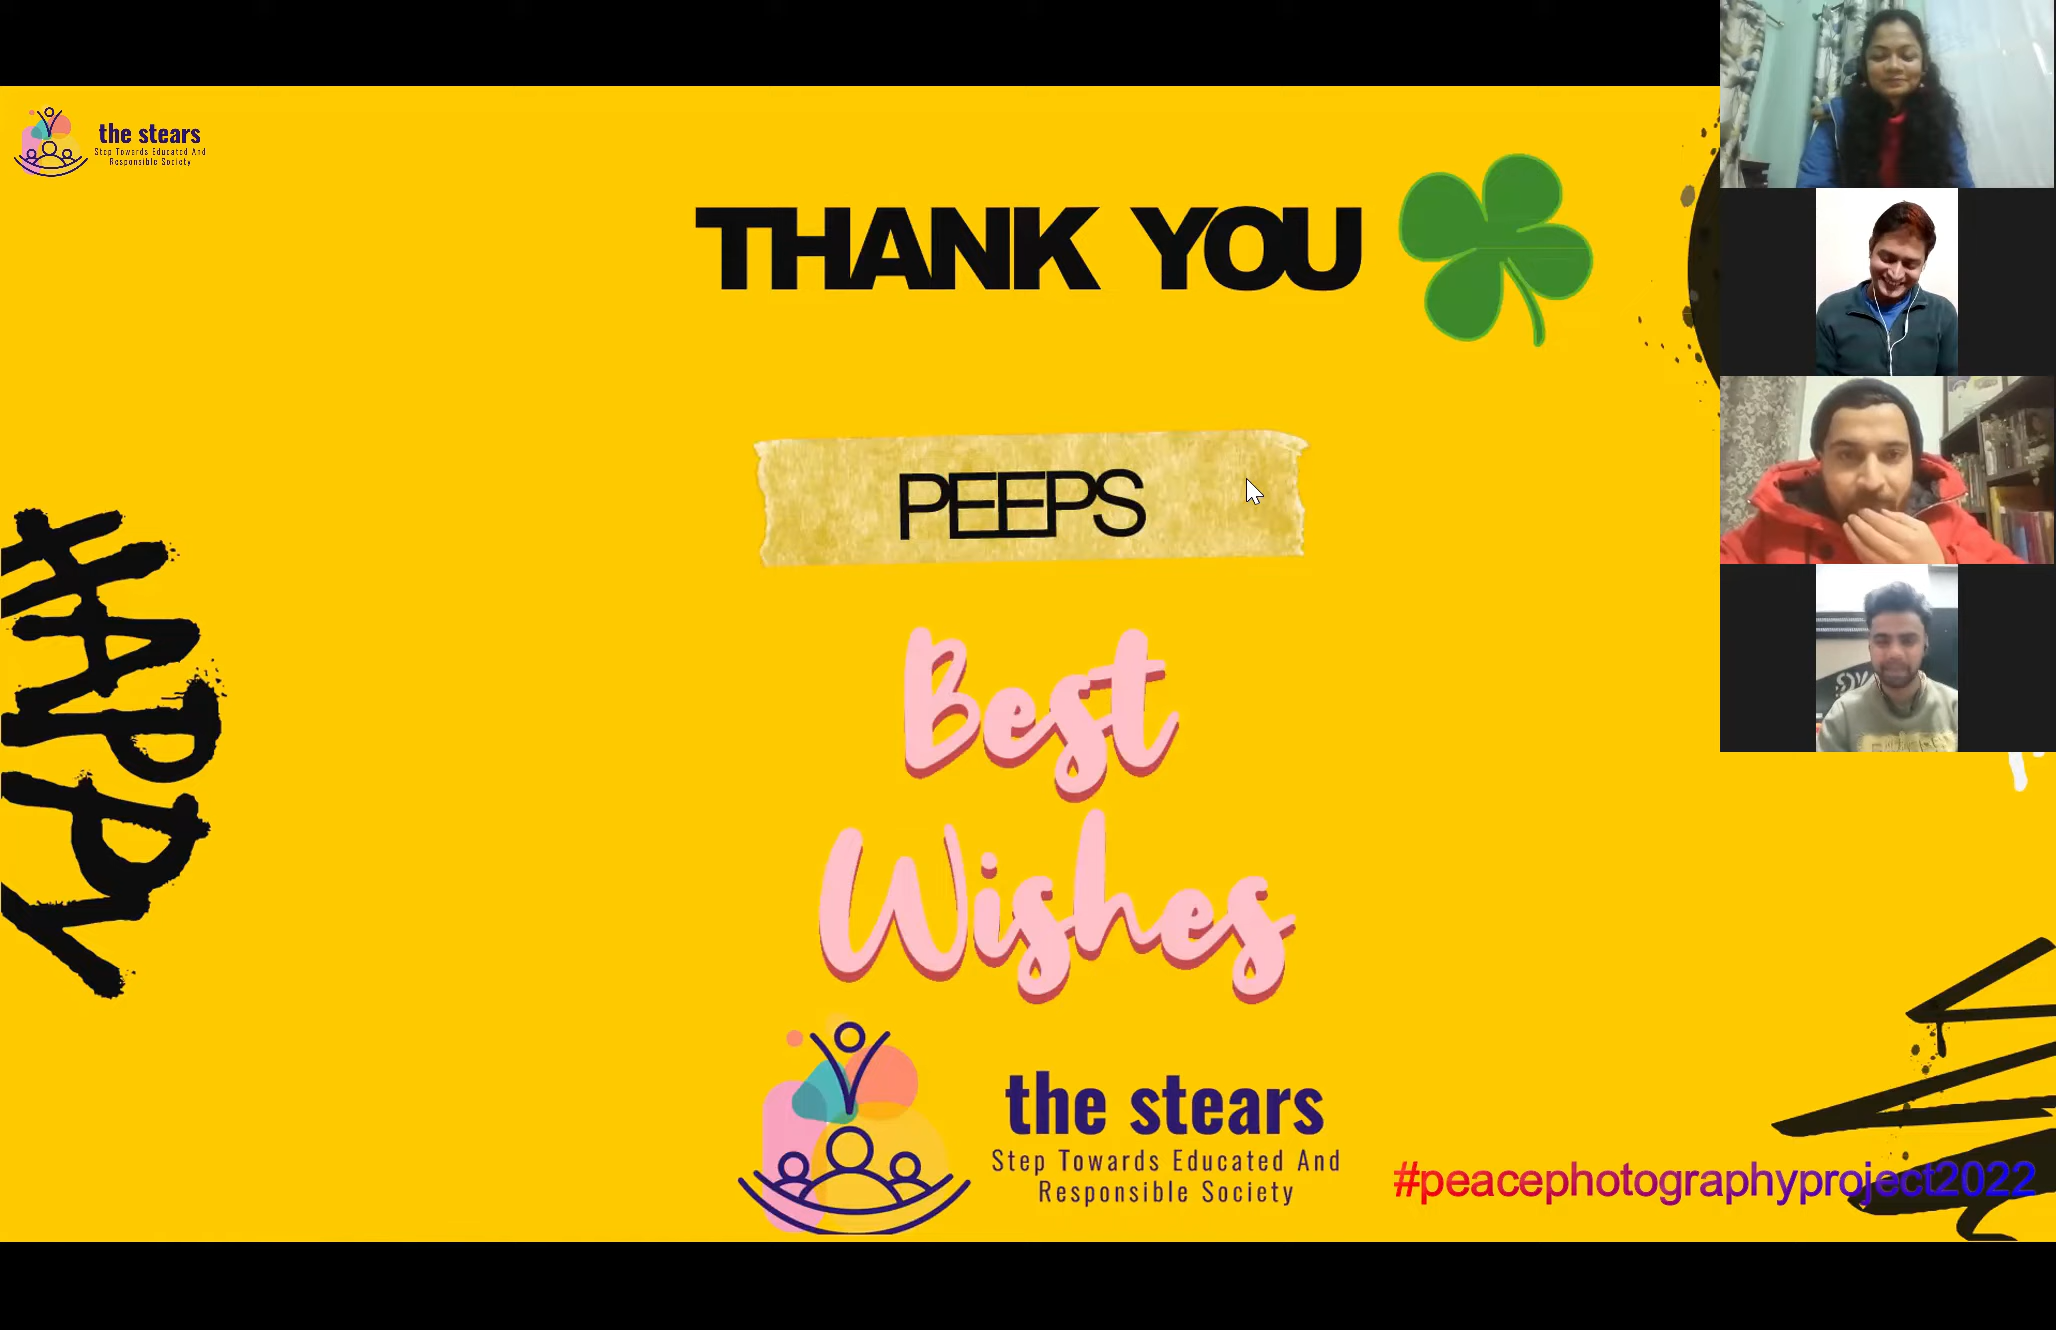 the stears
Step Towards Educated And
Responsible Society
THANK YOU
PEEPS
HAPPY
Best
Wishes
the stears
Step Towards Educated And
Responsible Society
#peacephotographyproject2022